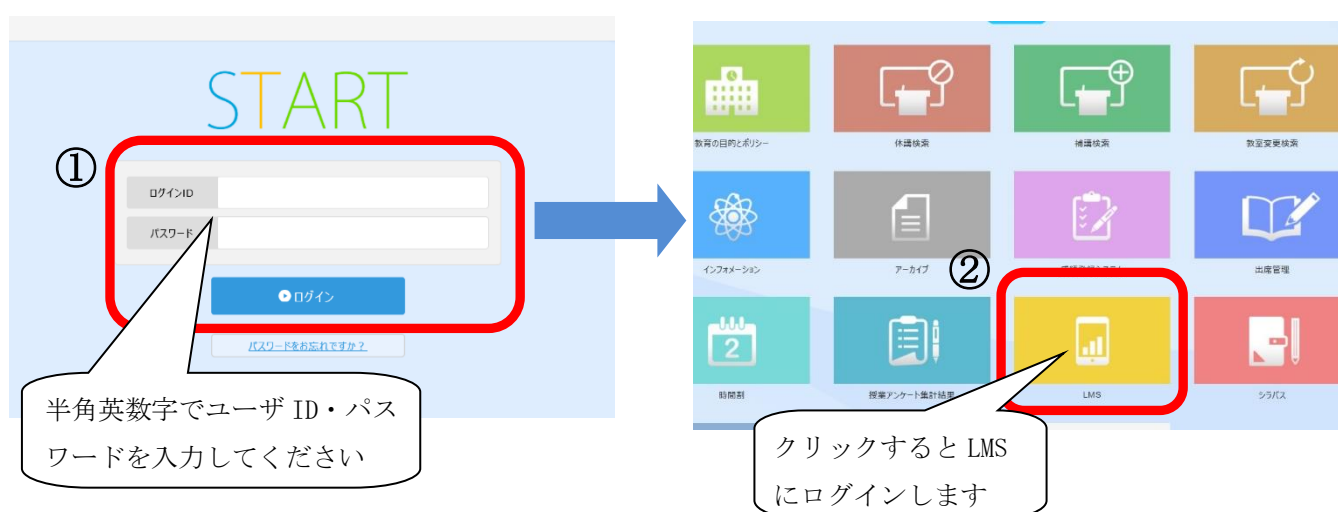 START
①
ログインID
パスワード
ログイン
パスワードをお忘れですか？
半角英数字でユーザ ID・パス
ワードを入力してください
教育の目的とポリシー
休講検索
補講検索
教室変更検索
インフォメーション
アーカイブ
②
出席管理
2
時間割
授業アンケート集計結果
LMS
シラバス
クリックすると LMS
にログインします